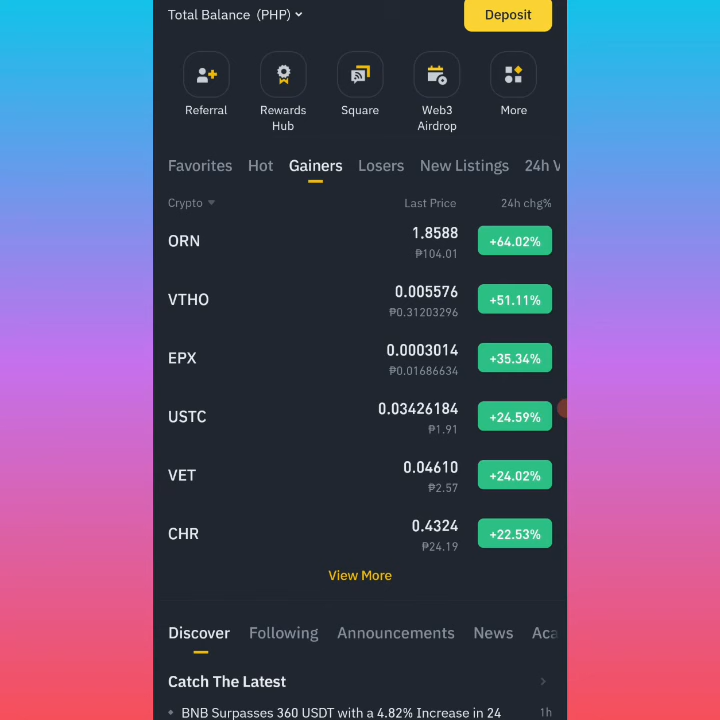 Total Balance (PHP)
Deposit
Referral
Rewards Hub
Square
Web3 Airdrop
More
Favorites Hot Gainers Losers New Listings 24h V
Crypto Last Price 24h chg%
ORN 1.8588 +64.02%
₱104.01
VTHO 0.005576 +51.11%
₱0.31203296
EPX 0.0003014 +35.34%
₱0.01686634
USTC 0.03426184 +24.59%
₱1.91
VET 0.04610 +24.02%
₱2.57
CHR 0.4324 +22.53%
₱24.19
View More
Discover Following Announcements News Aca
Catch The Latest
BNB Surpasses 360 USDT with a 4.82% Increase in 24 1h